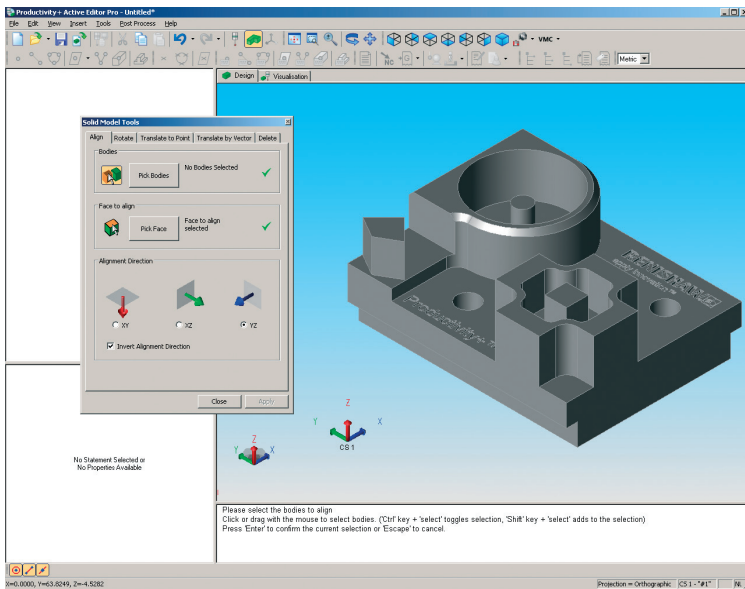 Productivity+ Active Editor Pro - Untitled*
File Edit View Insert Tools Post Process Help
VMC
NC
Metric
Design Visualisation
Solid Model Tools
Align Rotate Translate to Point Translate by Vector Delete
Bodies
Pick Bodies
No Bodies Selected
Face to align
Pick Face
Face to align
selected
Alignment Direction
XY XZ YZ
Invert Alignment Direction
Close Apply
RENISHAW
apply innovation™
Productivity+™
Z
Y X
CS 1
Z
Y X
No Statement Selected or
No Properties Available
Please select the bodies to align
Click or drag with the mouse to select bodies. ('Ctrl' key + 'select' toggles selection, 'Shift' key + 'select' adds to the selection)
Press 'Enter' to confirm the current selection or 'Escape' to cancel.
X=0.0000, Y=63.8249, Z=-4.5282
Projection = Orthographic CS 1 - "#1"